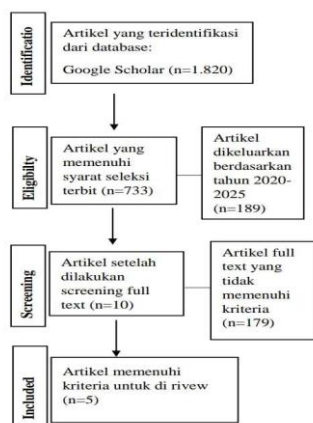 Identificatio
Artikel yang teridentifikasi
dari database:
Google Scholar (n=1.820)
Eligibilty
Artikel yang
memenuhi
syarat seleksi
terbit (n=733)
Artikel
dikeluarkan
berdasarkan
tahun 2020-
2025
(n=189)
Screening
Artikel setelah
dilakukan
screening full
text (n=10)
Artikel full
text yang
tidak
memenuhi
kriteria
(n=179)
Included
Artikel memenuhi
kriteria untuk di rivew
(n=5)